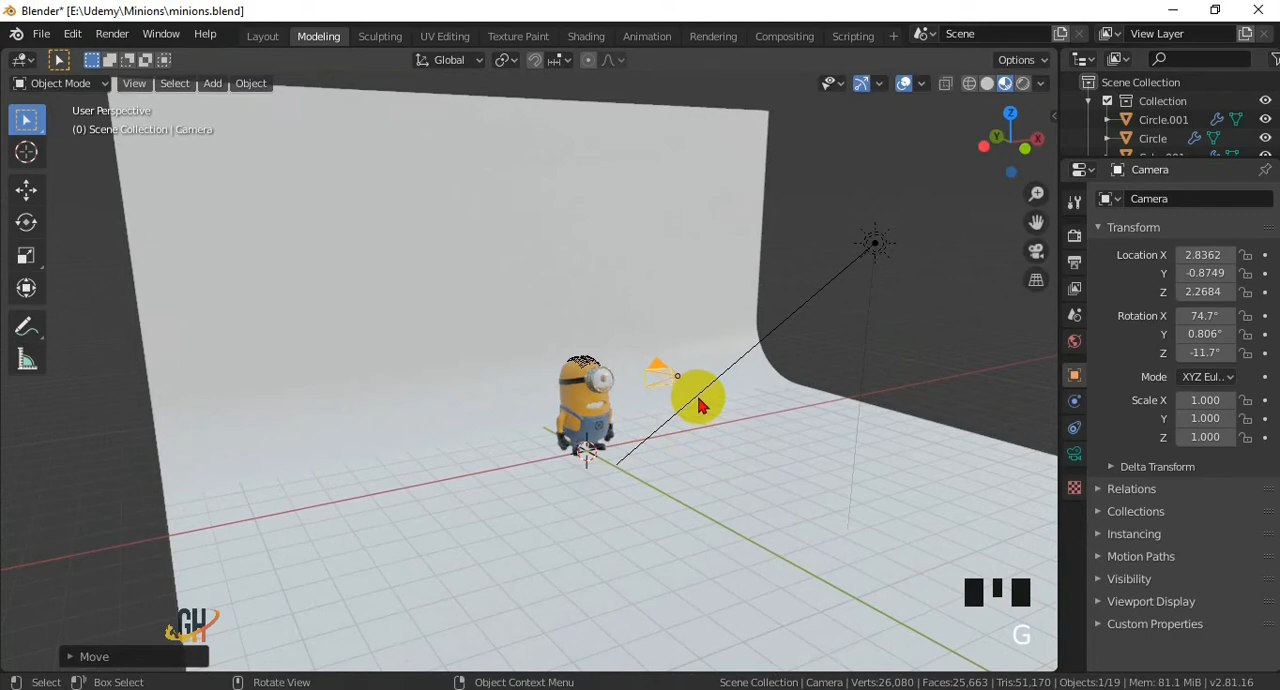 Blender* [E:\Udemy\Minions\minions.blend]
File Edit Render Window Help Layout Modeling Sculpting UV Editing Texture Paint Shading Animation Rendering Compositing Scripting + Scene View Layer
Global Options
Object Mode View Select Add Object
Scene Collection
Collection
Circle.001
Circle
User Perspective
(0) Scene Collection | Camera
Z
Y
X
Camera
Camera
Transform
Location X 2.8362
Y -0.8749
Z 2.2684
Rotation X 74.7°
Y 0.806°
Z -11.7°
Mode XYZ Eul..
Scale X 1.000
Y 1.000
Z 1.000
Delta Transform
Relations
Collections
Instancing
Motion Paths
Visibility
Viewport Display
Custom Properties
GH
G
Move
Select Box Select Rotate View Object Context Menu Scene Collection | Camera | Verts:26,080 | Faces:25,663 | Tris:51,170 | Objects:1/19 | Mem: 81.1 MiB | v2.81.16